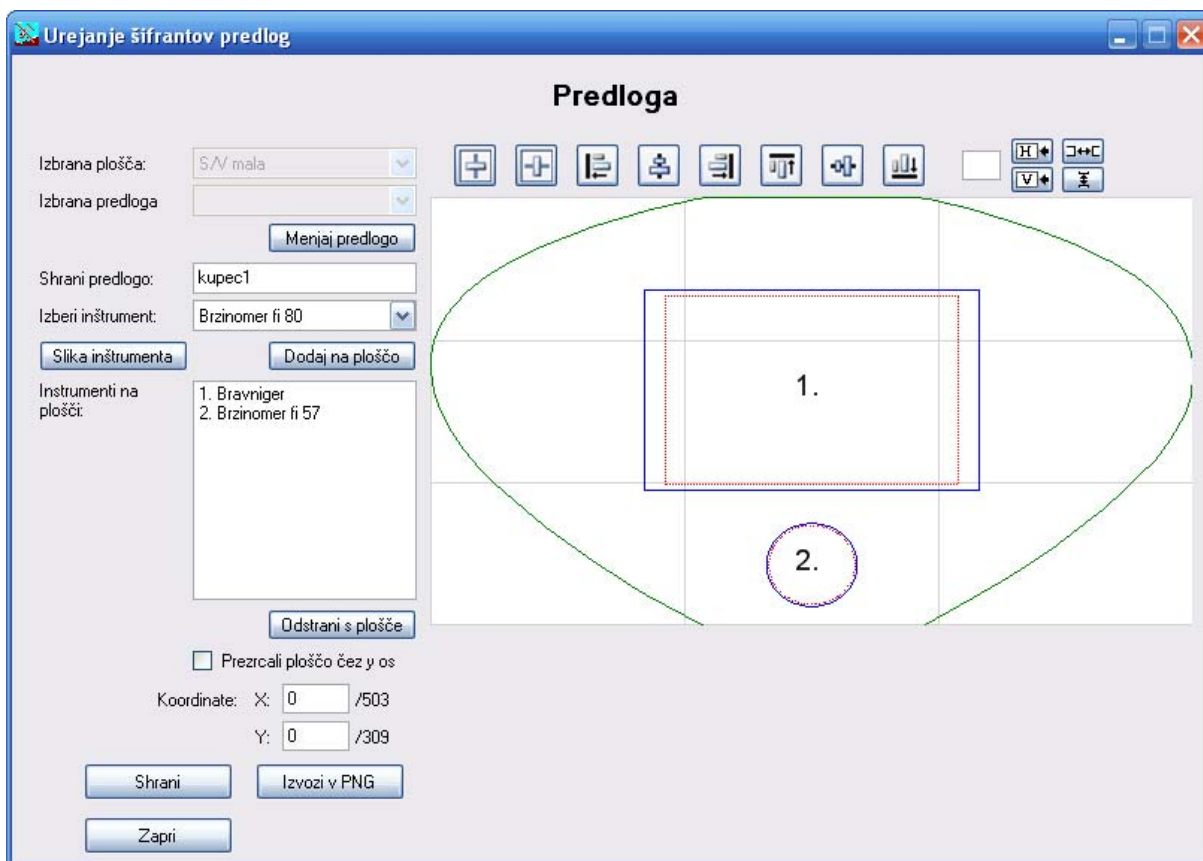 Urejanje šifrantov predlog
Predloga
Izbrana plošča:
S/V mala
Izbrana predloga
Menjaj predlogo
Shrani predlogo:
kupec1
Izberi inštrument:
Brzinomer fi 80
Slika inštrumenta
Dodaj na ploščo
Instrumenti na
plošči:
1. Bravniger
2. Brzinomer fi 57
Odstrani s plošče
Prezrcali ploščo čez y os
Koordinate: X: 0 /503
Y: 0 /309
Shrani
Izvozi v PNG
Zapri
H
V
1.
2.